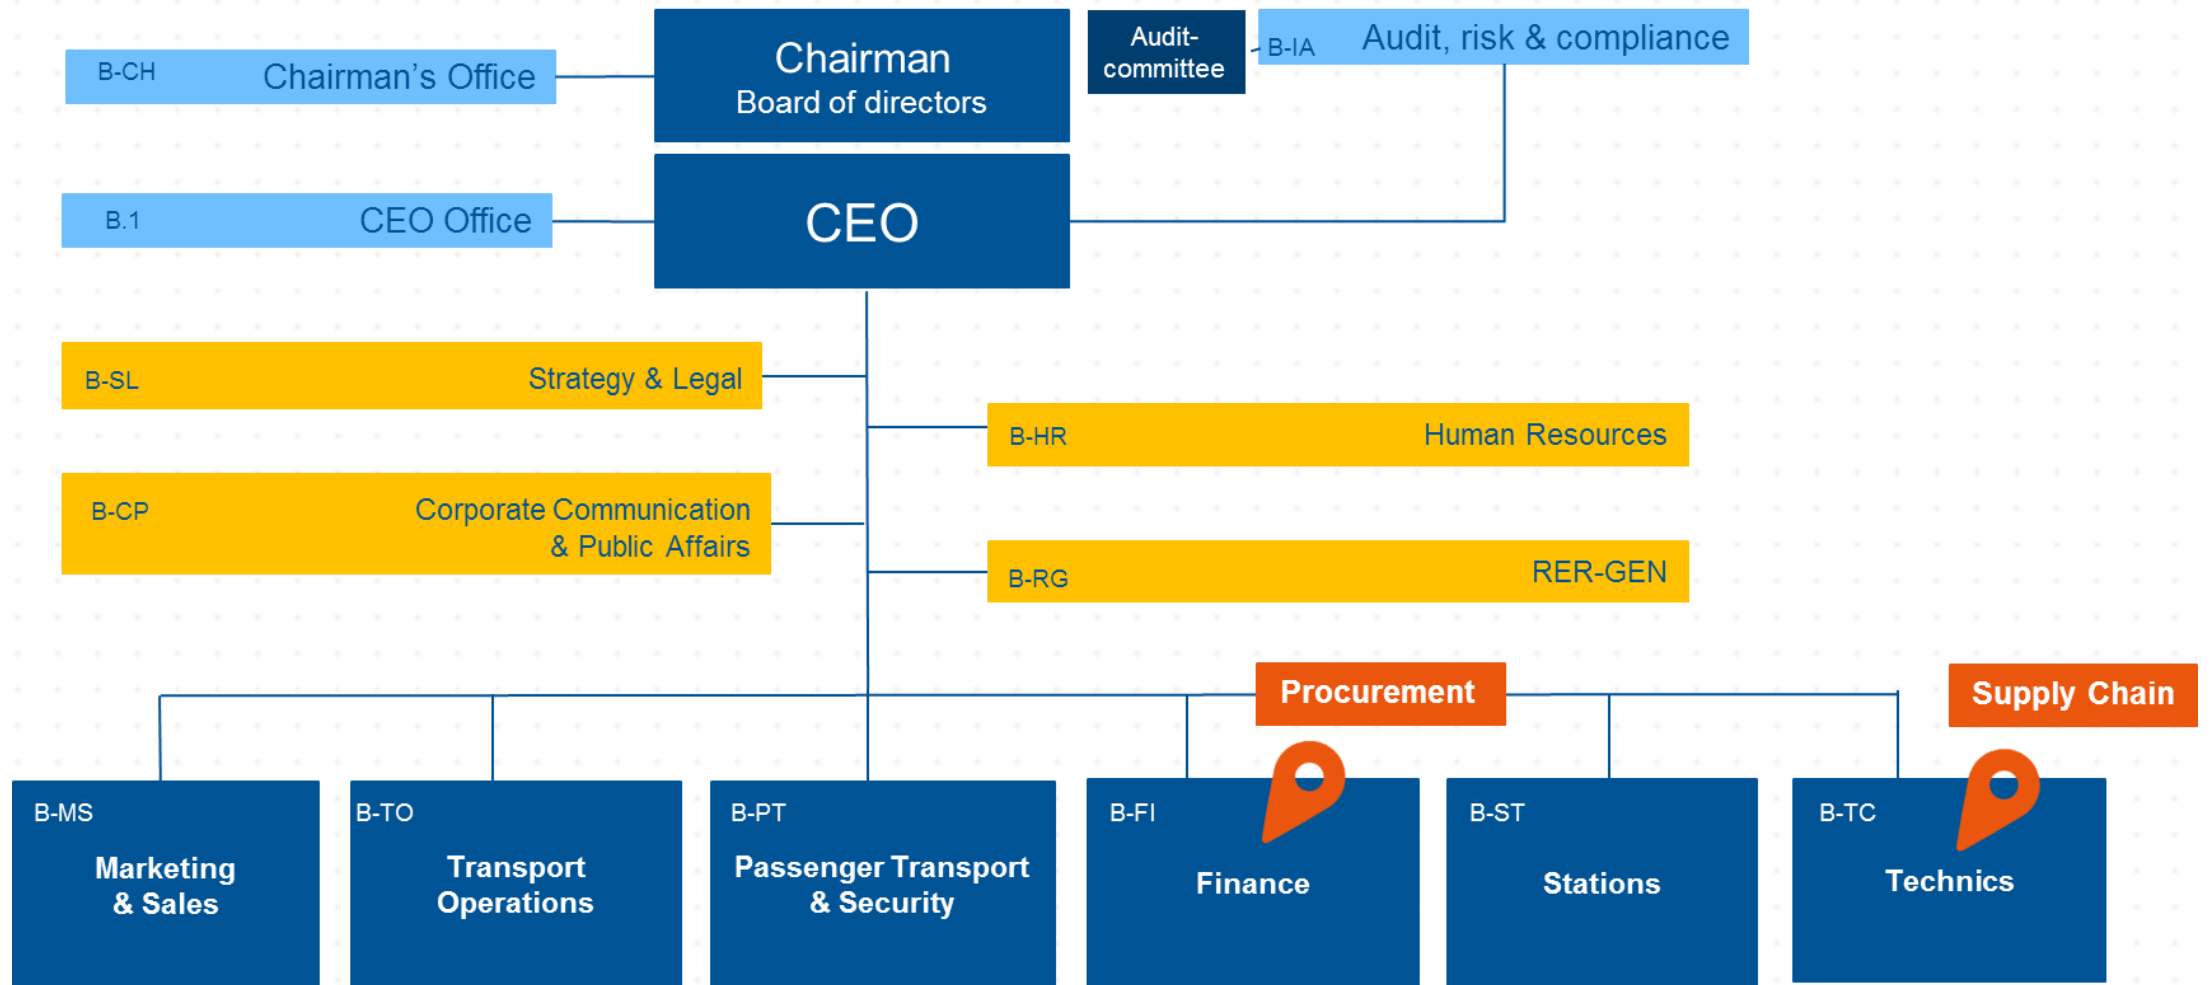 B-CH Chairman's Office
Chairman
Board of directors
Audit-
committee
B-IA Audit, risk & compliance
B.1 CEO Office
CEO
B-SL Strategy & Legal
B-HR Human Resources
B-CP Corporate Communication
& Public Affairs
B-RG RER-GEN
Procurement
Supply Chain
B-MS
Marketing
& Sales
B-TO
Transport
Operations
B-PT
Passenger Transport
& Security
B-FI
Finance
B-ST
Stations
B-TC
Technics